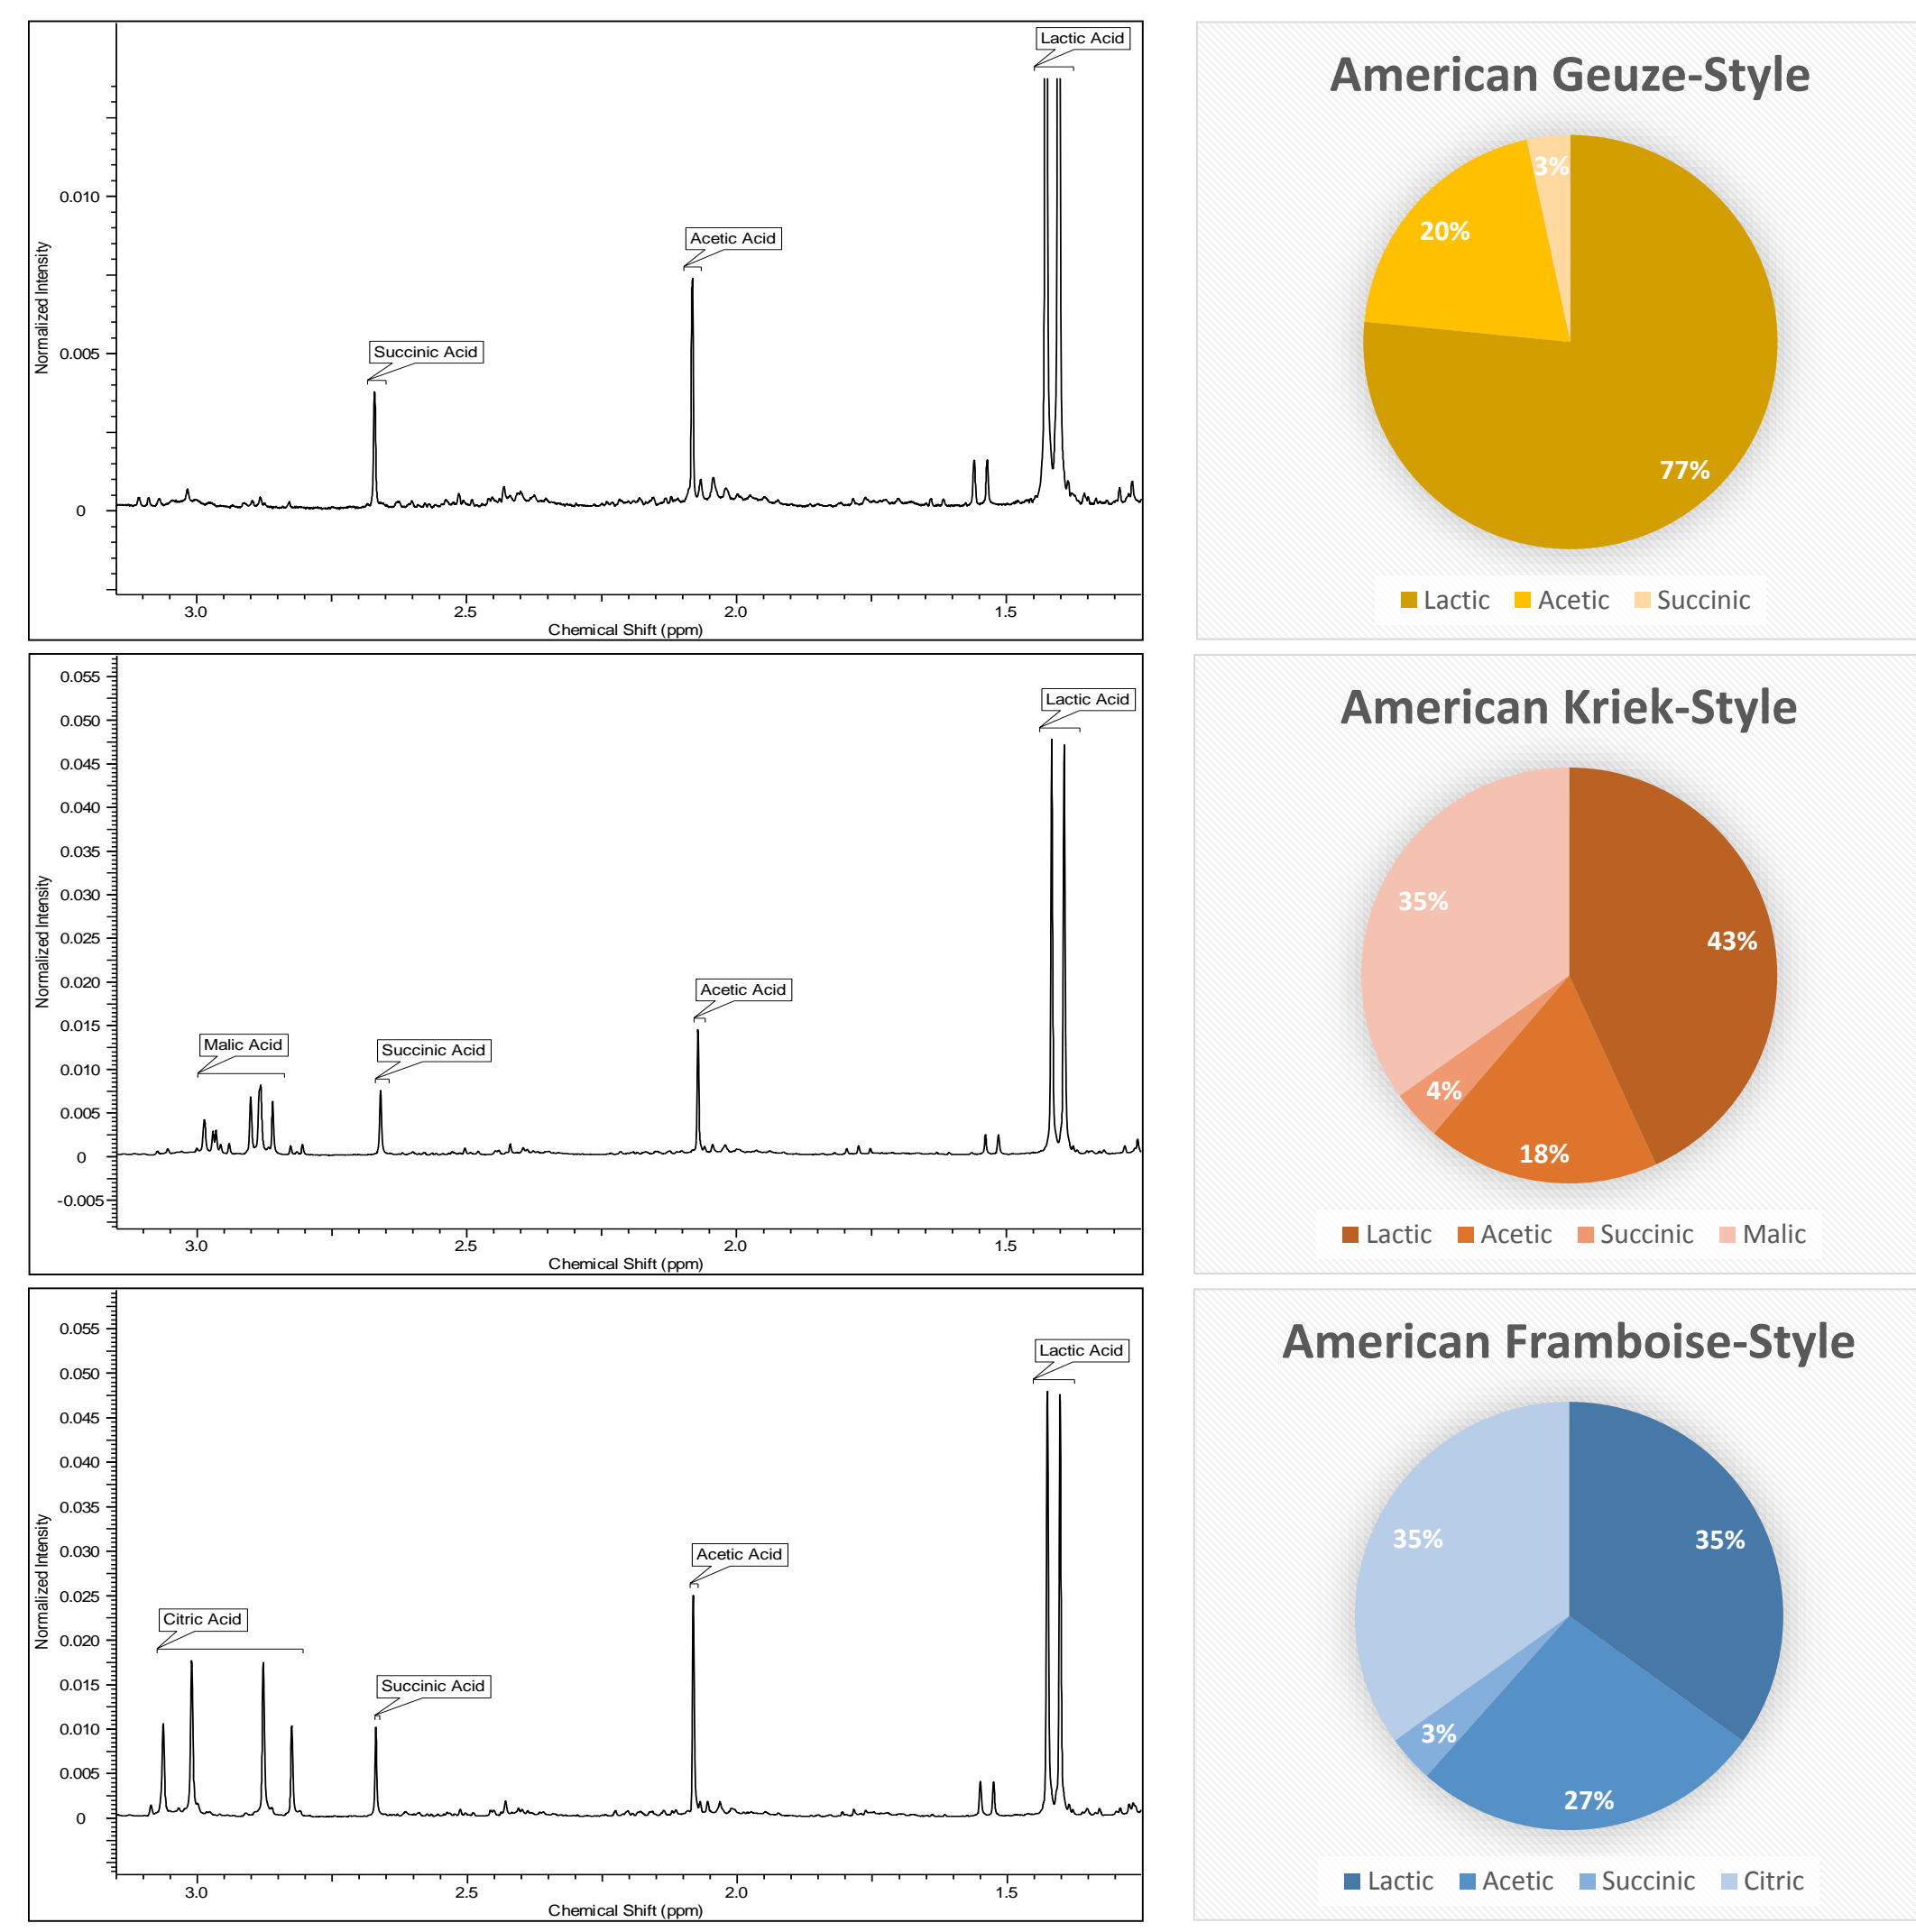 Lactic Acid
Acetic Acid
Succinic Acid
Normalized Intensity
0.010
0.005
0
3.0 2.5 2.0 1.5
Chemical Shift (ppm)
American Geuze-Style
3%
20%
77%
Lactic Acetic Succinic
0.055
0.050
0.045
0.040
0.035
0.030
0.025
0.020
0.015
0.010
0.005
0
-0.005
Normalized Intensity
Lactic Acid
Acetic Acid
Malic Acid
Succinic Acid
3.0 2.5 2.0 1.5
Chemical Shift (ppm)
American Kriek-Style
35%
43%
4%
18%
Lactic Acetic Succinic Malic
0.055
0.050
0.045
0.040
0.035
0.030
0.025
0.020
0.015
0.010
0.005
0
Normalized Intensity
Lactic Acid
Acetic Acid
Citric Acid
Succinic Acid
3.0 2.5 2.0 1.5
Chemical Shift (ppm)
American Framboise-Style
35% 35%
3%
27%
Lactic Acetic Succinic Citric